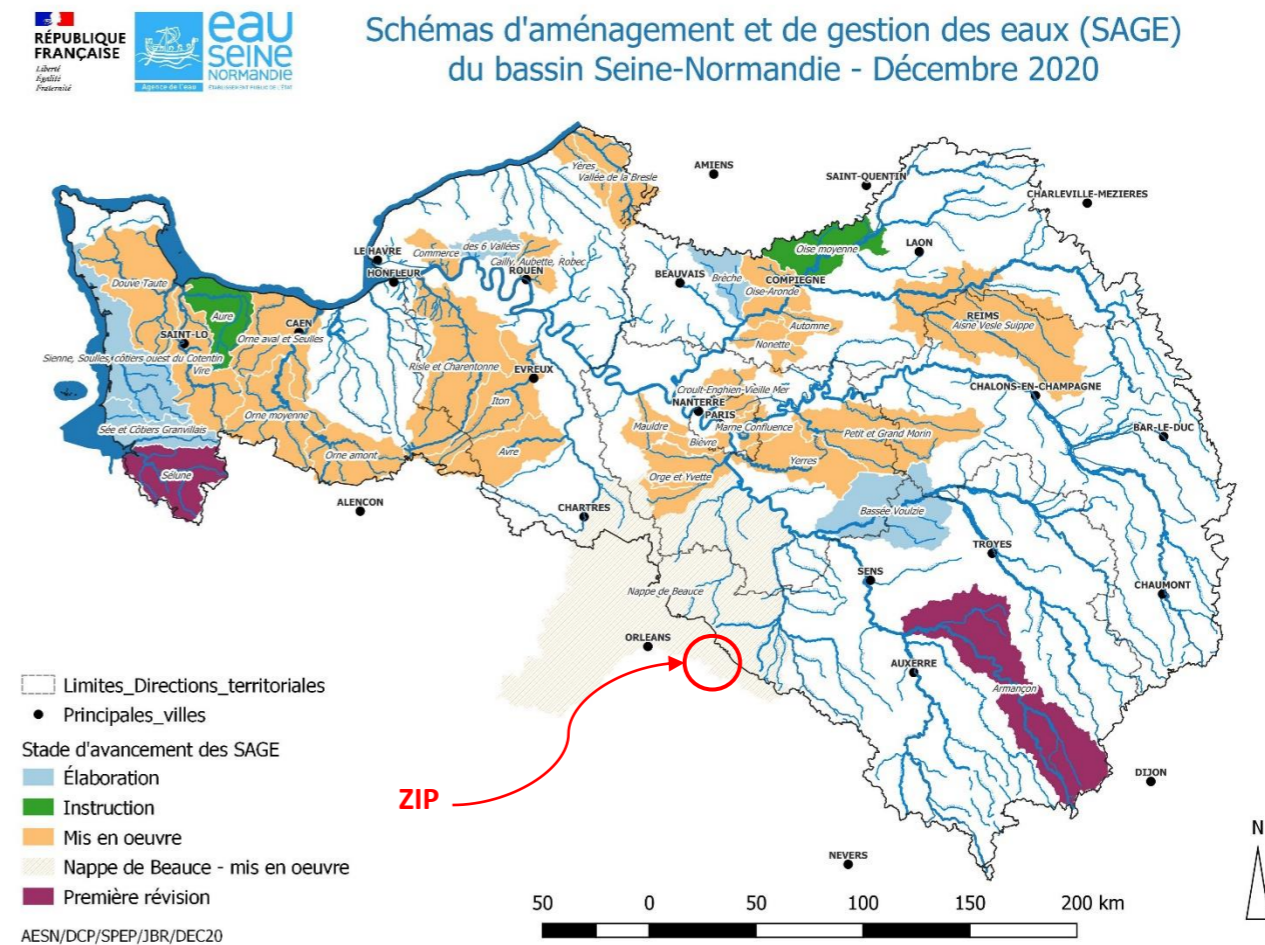 RÉPUBLIQUE
FRANÇAISE
Liberté
Égalité
Fraternité
eau
SEINE
NORMANDIE
Agence de l'eau
ÉTABLISSEMENT PUBLIC DE L'ÉTAT
Schémas d'aménagement et de gestion des eaux (SAGE)
du bassin Seine-Normandie - Décembre 2020
AMIENS
Yères
Vallée de la Bresle
SAINT-QUENTIN
CHARLEVILLE-MEZIERES
LE HAVRE
HONFLEUR
Commerce
des 6 Vallées
Cailly, Aubette, Robec
ROUEN
BEAUVAIS
Brèche
Oise moyenne
LAON
COMPIEGNE
Oise-Aronde
Douve-Taute
Aure
CAEN
SAINT-LO
Orne aval et Seulles
Automne
Nonette
REIMS
Aisne Vesle Suippe
Sienne, Soulles, côtiers ouest du Cotentin
Vire
Risle et Charentonne
EVREUX
Iton
Croult-Enghien-Vieille Mer
NANTERRE
PARIS
CHALONS-EN-CHAMPAGNE
Sée et Côtiers Granvillais
Orne moyenne
Orne amont
Avre
Mauldre
Bièvre
Marne Confluence
Petit et Grand Morin
BAR-LE-DUC
Yerres
Orge et Yvette
Sélune
ALENÇON
CHARTRES
Bassée Voulzie
TROYES
SENS
Nappe de Beauce
CHAUMONT
ORLEANS
AUXERRE
Armançon
DIJON
NEVERS
ZIP
Limites_Directions_territoriales
Principales_villes
Stade d'avancement des SAGE
Élaboration
Instruction
Mis en oeuvre
Nappe de Beauce - mis en oeuvre
Première révision
AESN/DCP/SPEP/JBR/DEC20
50 0 50 100 150 200 km
N